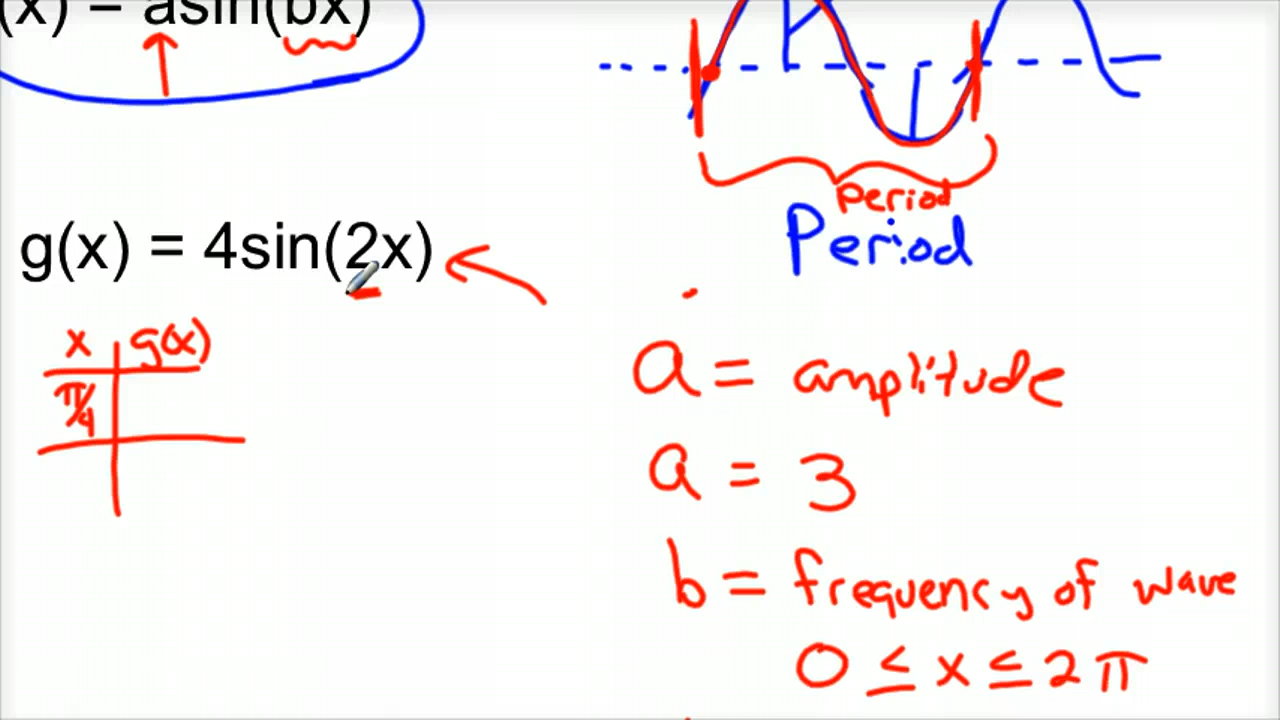 (x) = asin(bx)
period
Period
g(x) = 4sin(2x)
x g(x)
π/4
a = amplitude
a = 3
b = frequency of wave
0 ≤ x ≤ 2π